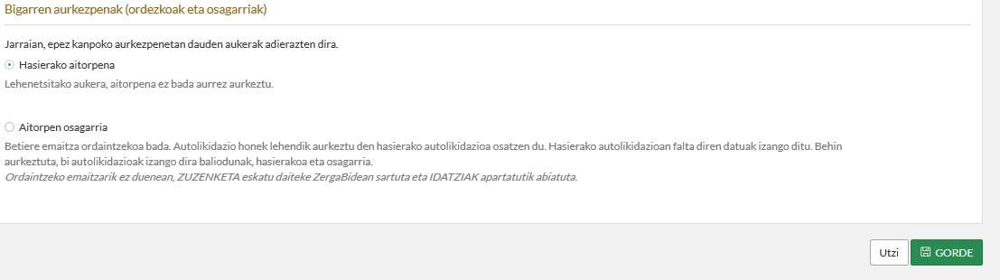 Bigarren aurkezpenak (ordezkoak eta osagarriak)
Jarraian, epez kanpoko aurkezpenetan dauden aukerak adierazten dira.
Hasierako aitorpena
Lehenetsitako aukera, aitorpena ez bada aurrez aurkeztu.
Aitorpen osagarria
Betiere emaitza ordaintzekoa bada. Autolikidazio honek lehendik aurkeztu den hasierako autolikidazioa osatzen du. Hasierako autolikidazioan falta diren datuak izango ditu. Behin
aurkeztuta, bi autolikidazioak izango dira baliodunak, hasierakoa eta osagarria.
Ordaintzeko emaitzarik ez duenean, ZUZENKETA eskatu daiteke ZergaBidean sartuta eta IDATZIAK apartatutik abiatuta.
Utzi
GORDE